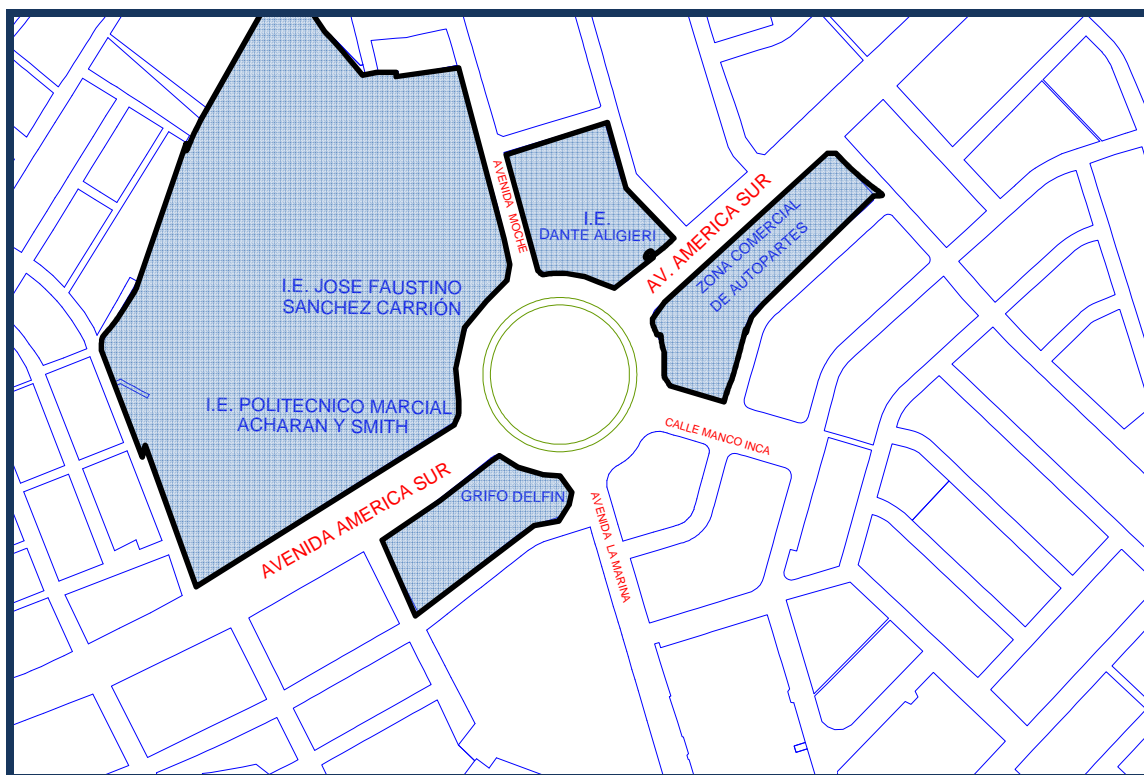 AVENIDA MOCHE
I.E.
DANTE ALIGIERI
AV. AMERICA SUR
ZONA COMERCIAL
DE AUTOPARTES
I.E. JOSE FAUSTINO
SANCHEZ CARRIÓN
I.E. POLITECNICO MARCIAL
ACHARAN Y SMITH
CALLE MANCO INCA
AVENIDA AMERICA SUR
GRIFO DELFIN
AVENIDA LA MARINA